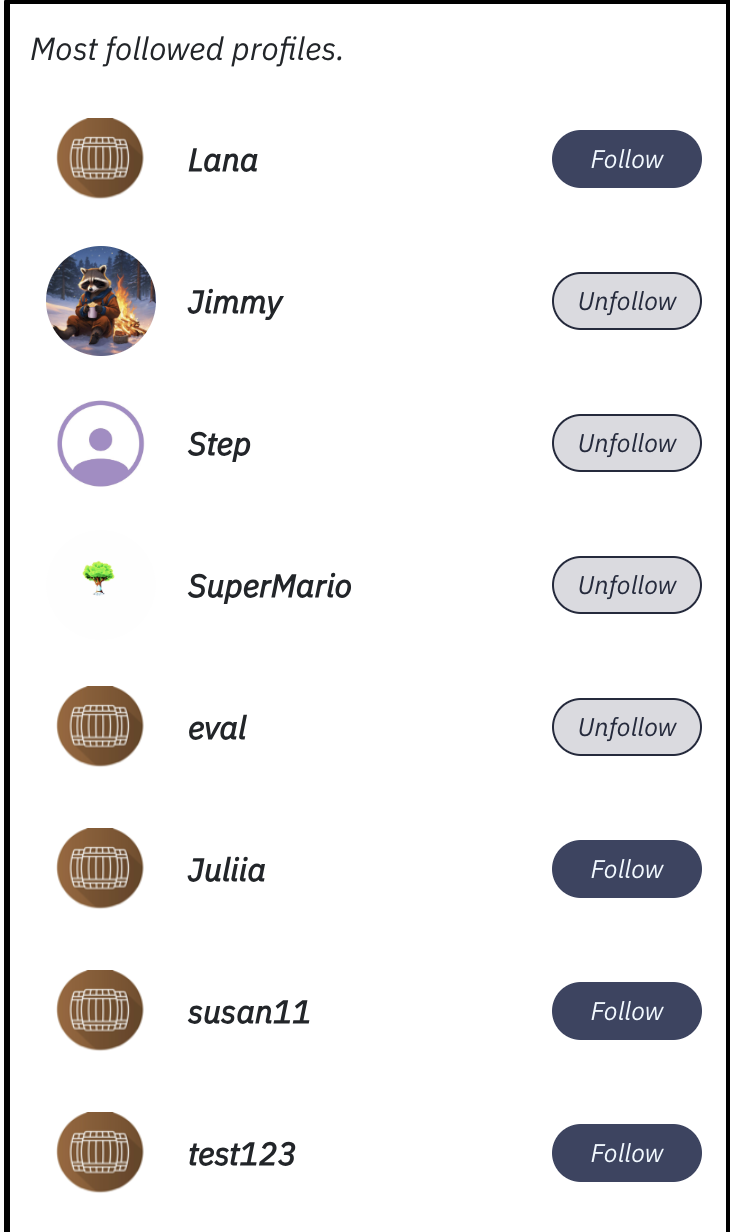 Most followed profiles.
Lana Follow
Jimmy Unfollow
Step Unfollow
SuperMario Unfollow
eval Unfollow
Juliia Follow
susan11 Follow
test123 Follow